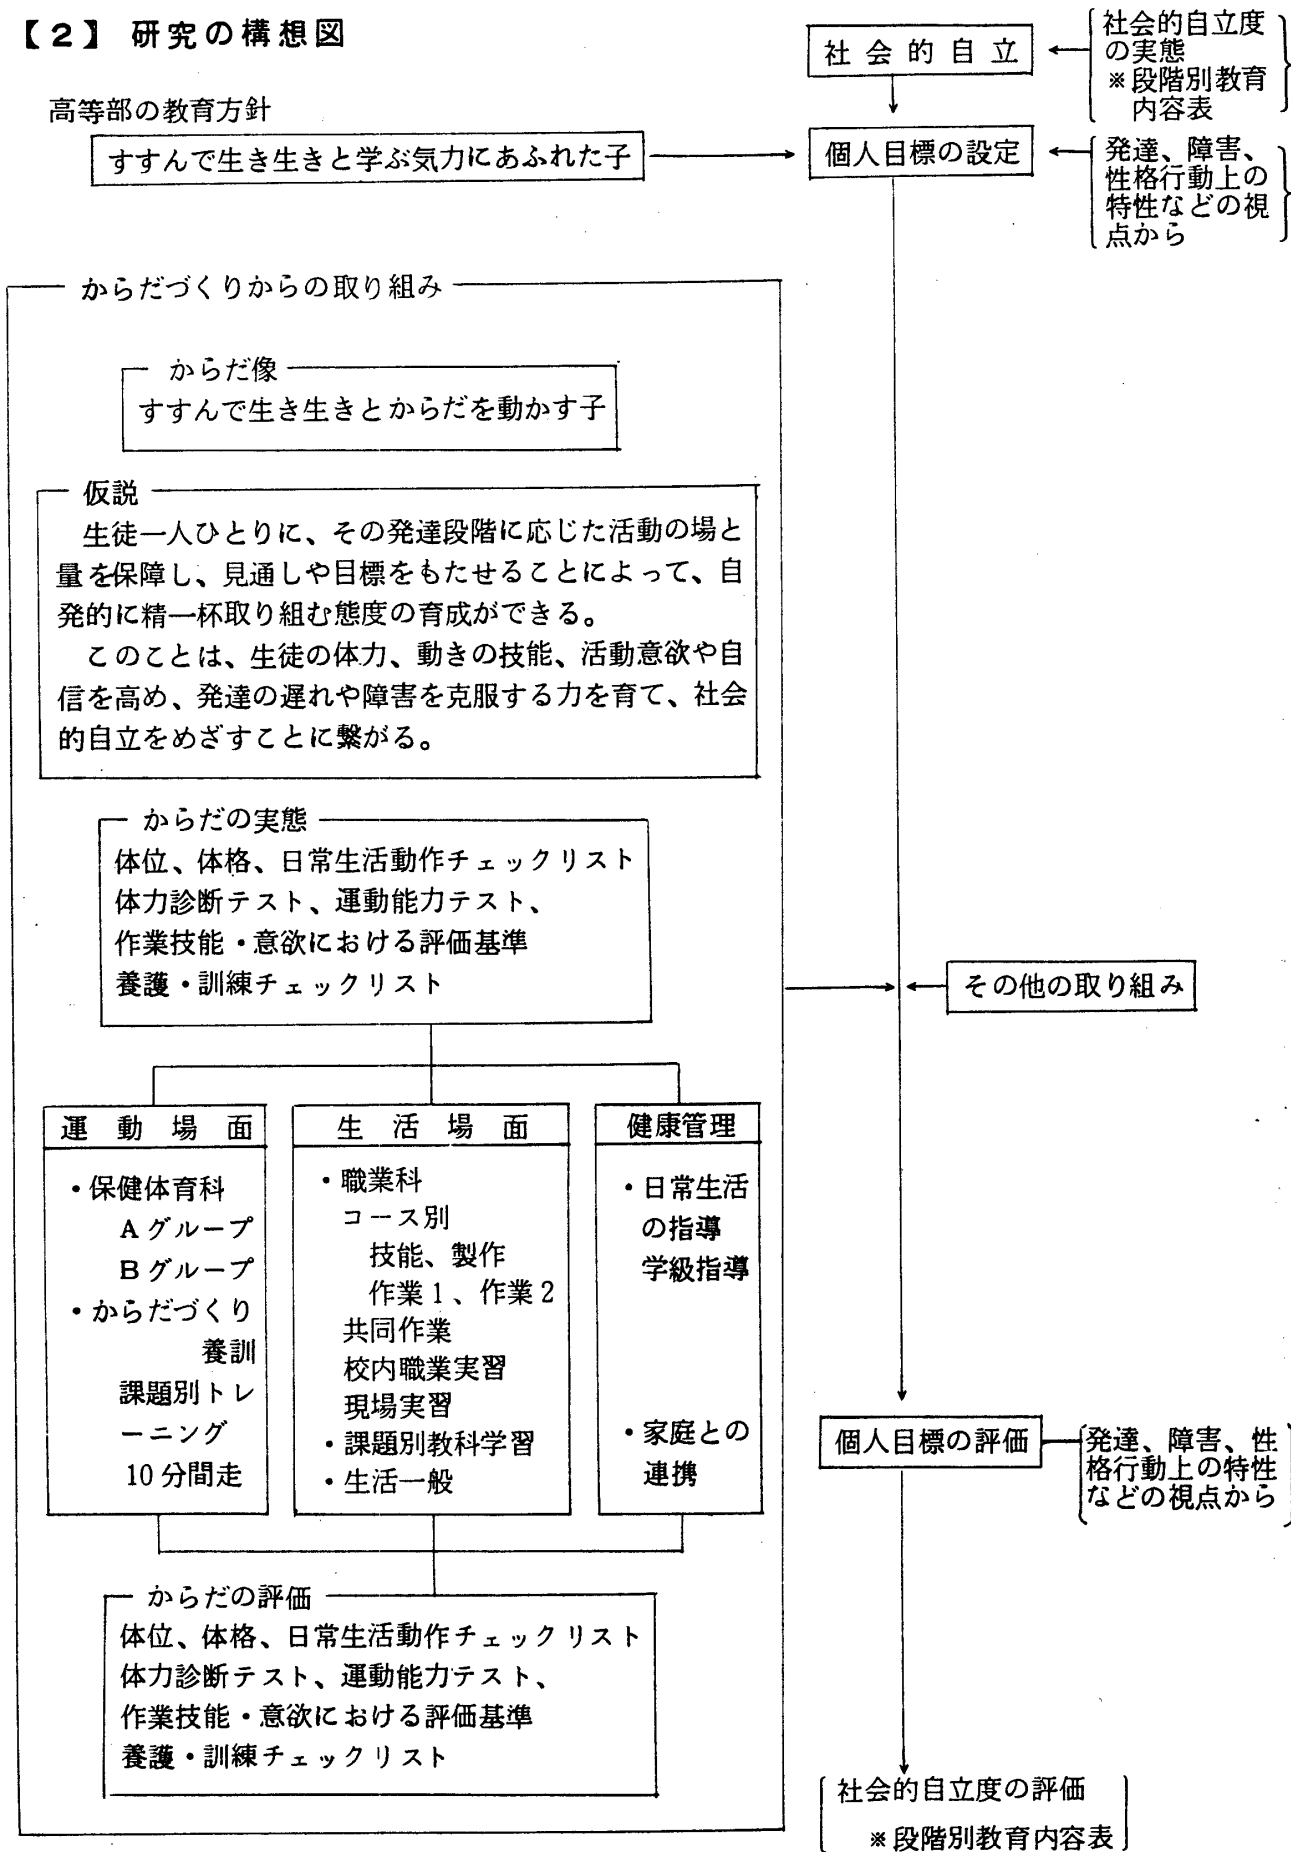 【2】 研究の構想図
社会的自立
社会的自立度
の実態
※段階別教育
内容表
高等部の教育方針
すすんで生き生きと学ぶ気力にあふれた子
個人目標の設定
発達、障害、
性格行動上の
特性などの視
点から
からだづくりからの取り組み
からだ像
すすんで生き生きとからだを動かす子
仮説
生徒一人ひとりに、その発達段階に応じた活動の場と
量を保障し、見通しや目標をもたせることによって、自
発的に精一杯取り組む態度の育成ができる。
このことは、生徒の体力、動きの技能、活動意欲や自
信を高め、発達の遅れや障害を克服する力を育て、社会
的自立をめざすことに繋がる。
からだの実態
体位、体格、日常生活動作チェックリスト
体力診断テスト、運動能力テスト、
作業技能・意欲における評価基準
養護・訓練チェックリスト
その他の取り組み
運動場面
・保健体育科
Aグループ
Bグループ
・からだづくり
養訓
課題別トレ
ーニング
10分間走
生活場面
・職業科
コース別
技能、製作
作業1、作業2
共同作業
校内職業実習
現場実習
・課題別教科学習
・生活一般
健康管理
・日常生活
の指導
学級指導
・家庭との
連携
個人目標の評価
発達、障害、性
格行動上の特性
などの視点から
からだの評価
体位、体格、日常生活動作チェックリスト
体力診断テスト、運動能力テスト、
作業技能・意欲における評価基準
養護・訓練チェックリスト
社会的自立度の評価
※段階別教育内容表